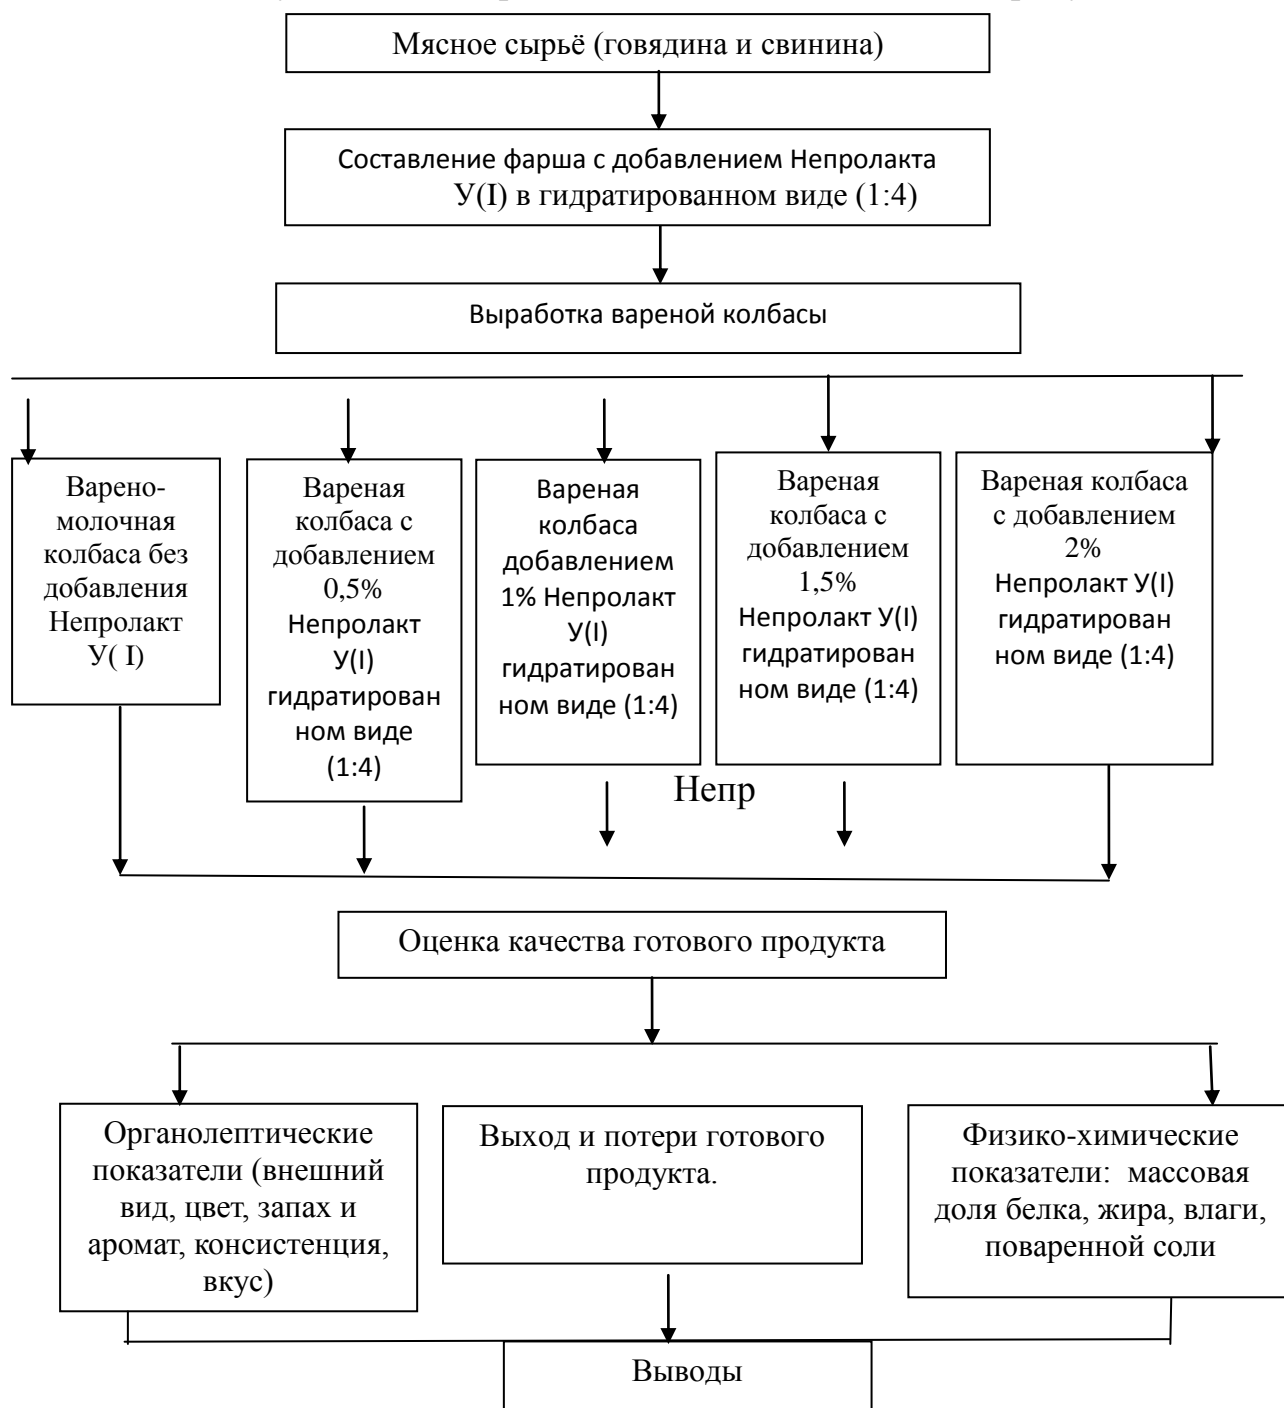 Мясное сырьё (говядина и свинина)
Составление фарша с добавлением Непролакта
У(I) в гидратированном виде (1:4)
Выработка вареной колбасы
Варено-
молочная
колбаса без
добавления
Непролакт
У( I)
Вареная
колбаса с
добавлением
0,5%
Непролакт
У(I)
гидратирован
ном виде
(1:4)
Вареная
колбаса
добавлением
1% Непролакт
У(I)
гидратирован
ном виде (1:4)
Вареная
колбаса с
добавлением
1,5%
Непролакт У(I)
гидратирован
ном виде (1:4)
Вареная колбаса
с добавлением
2%
Непролакт У(I)
гидратирован
ном виде (1:4)
Непр
Оценка качества готового продукта
Органолептические
показатели (внешний
вид, цвет, запах и
аромат, консистенция,
вкус)
Выход и потери готового
продукта.
Физико-химические
показатели:  массовая
доля белка, жира, влаги,
поваренной соли
Выводы